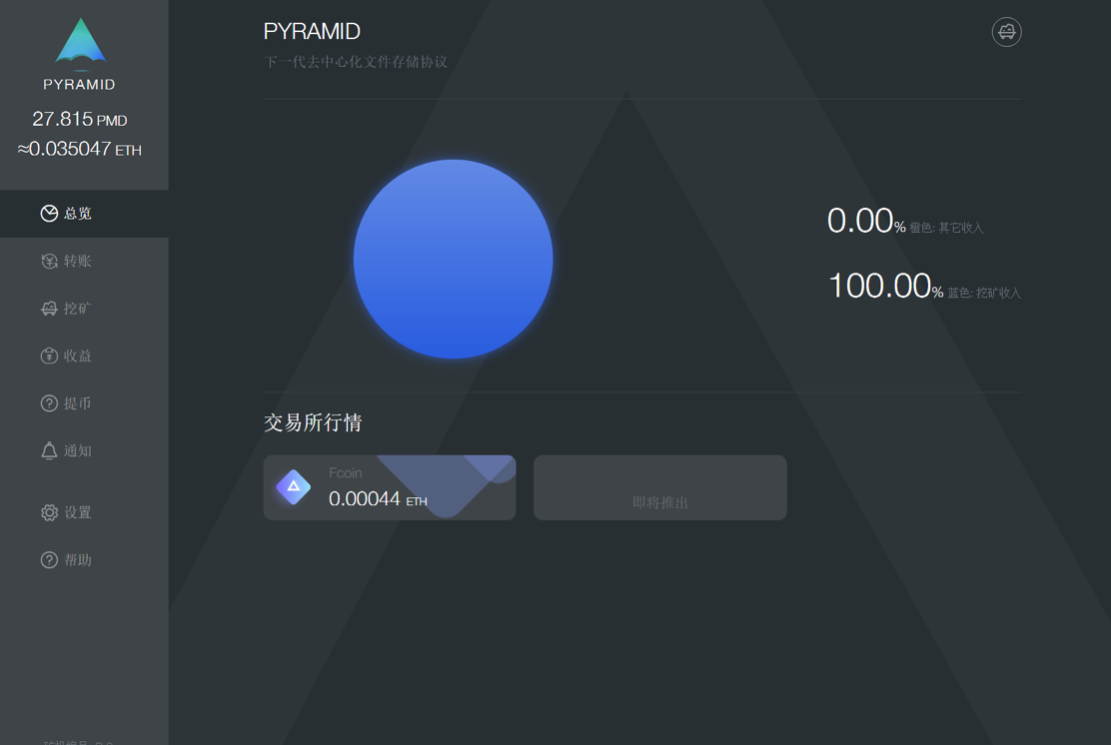 PYRAMID
27.815 PMD
≈0.035047 ETH
总览
转账
挖矿
收益
提币
通知
设置
帮助
PYRAMID
下一代去中心化文件存储协议
0.00% 橙色: 其它收入
100.00% 蓝色: 挖矿收入
交易所行情
Fcoin
0.00044 ETH
即将推出